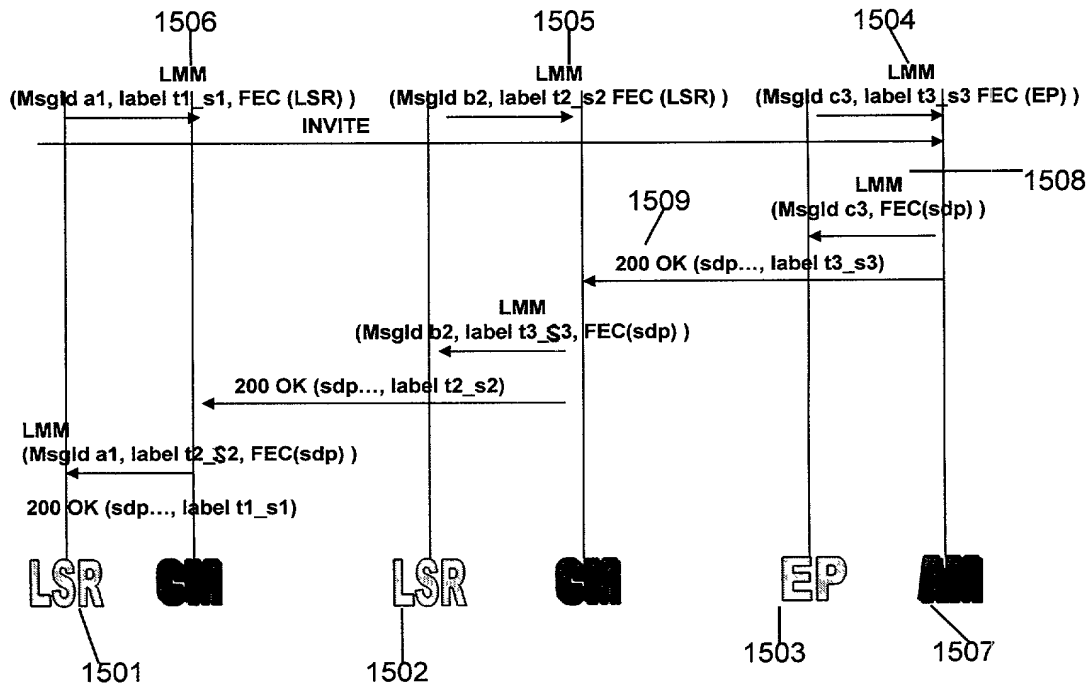 1506
1505
1504
LMM
(MsgId a1, label t1_s1, FEC (LSR) )
LMM
(MsgId b2, label t2_s2 FEC (LSR) )
LMM
(MsgId c3, label t3_s3 FEC (EP) )
INVITE
1508
LMM
(MsgId c3, FEC(sdp) )
1509
200 OK (sdp..., label t3_s3)
LMM
(MsgId b2, label t3_S3, FEC(sdp) )
200 OK (sdp..., label t2_s2)
LMM
(MsgId a1, label t2_S2, FEC(sdp) )
200 OK (sdp..., label t1_s1)
LSR
CM
LSR
CM
EP
AM
1501
1502
1503
1507